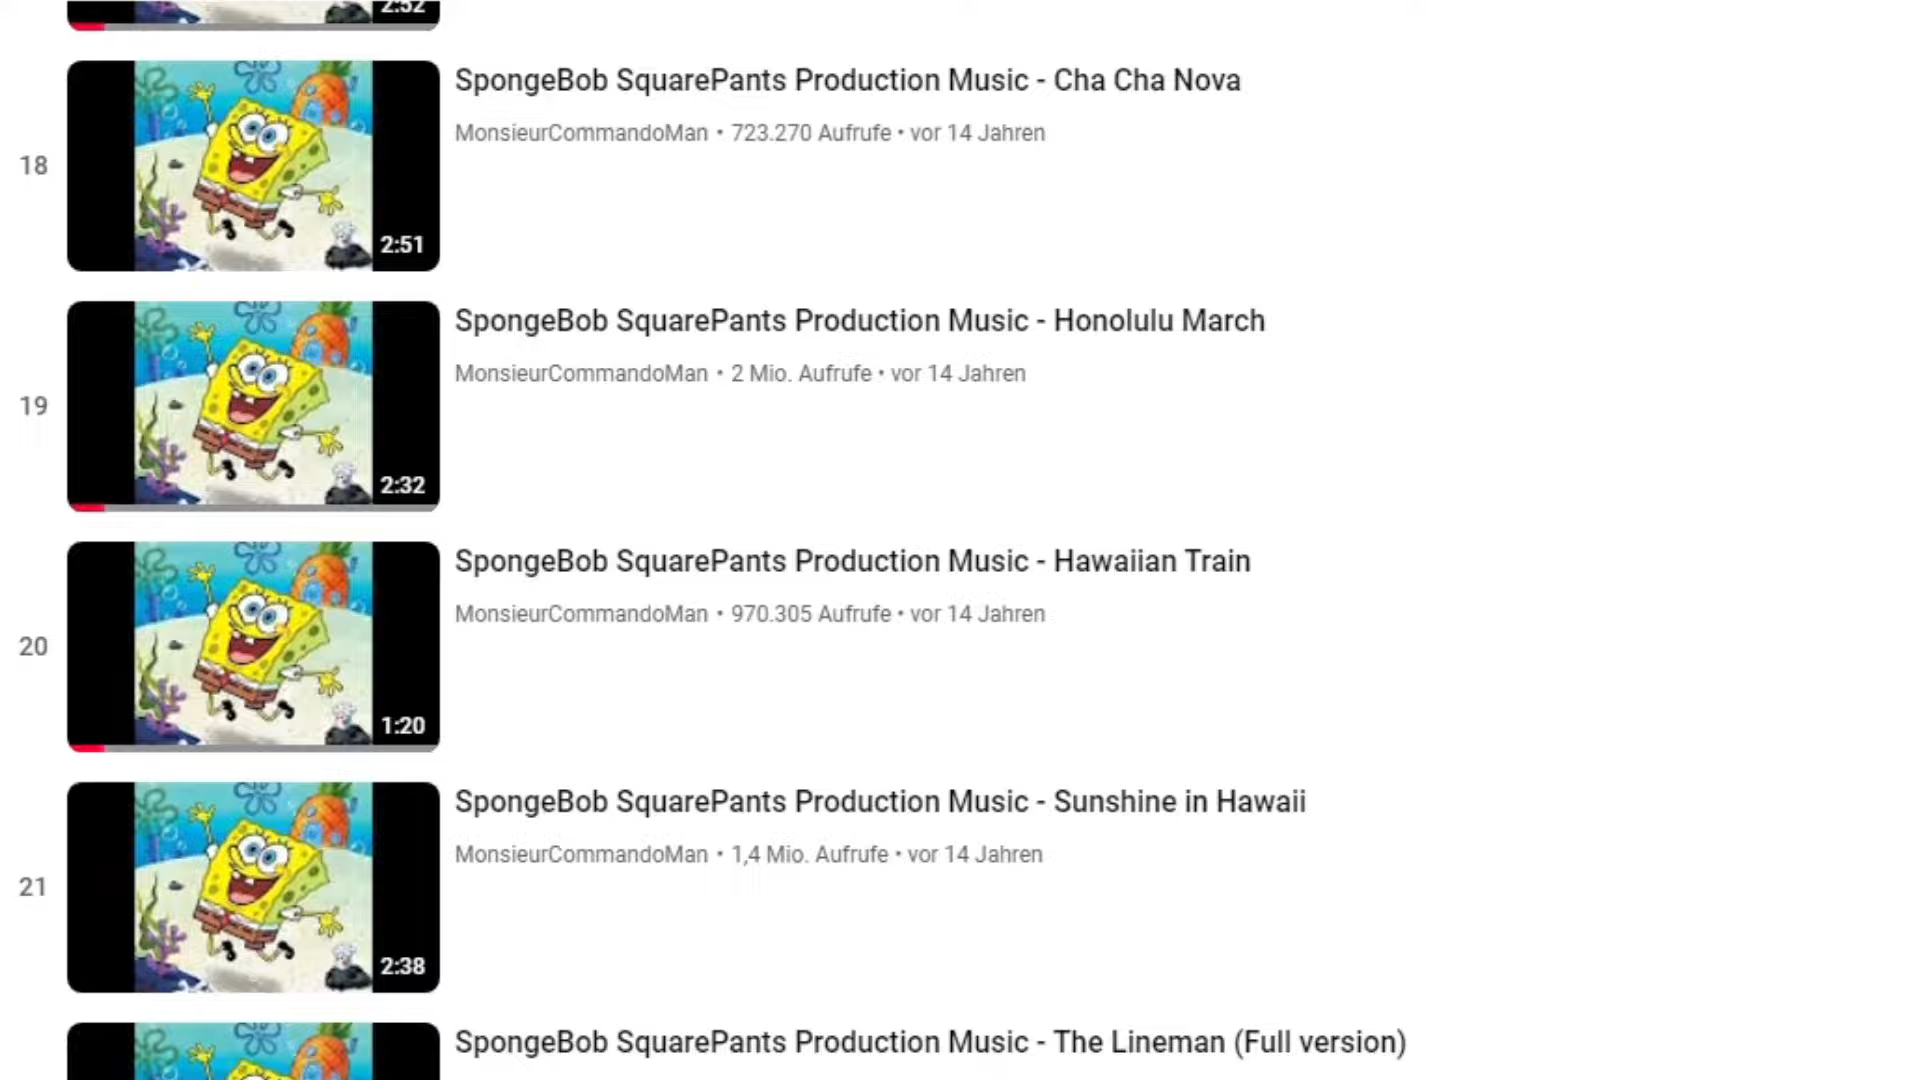 2:52
SpongeBob SquarePants Production Music - Cha Cha Nova
MonsieurCommandoMan • 723.270 Aufrufe • vor 14 Jahren
18
2:51
SpongeBob SquarePants Production Music - Honolulu March
MonsieurCommandoMan • 2 Mio. Aufrufe • vor 14 Jahren
19
2:32
SpongeBob SquarePants Production Music - Hawaiian Train
MonsieurCommandoMan • 970.305 Aufrufe • vor 14 Jahren
20
1:20
SpongeBob SquarePants Production Music - Sunshine in Hawaii
MonsieurCommandoMan • 1,4 Mio. Aufrufe • vor 14 Jahren
21
2:38
SpongeBob SquarePants Production Music - The Lineman (Full version)